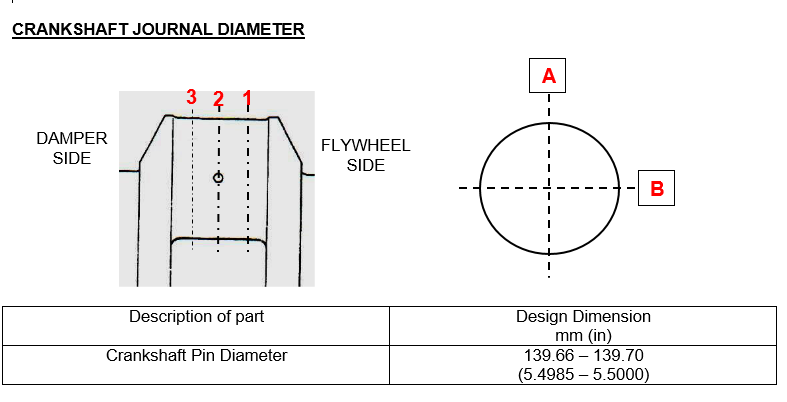 CRANKSHAFT JOURNAL DIAMETER
A
3 2 1
DAMPER
SIDE
FLYWHEEL
SIDE
B
Description of part
Design Dimension
mm (in)
Crankshaft Pin Diameter
139.66 – 139.70
(5.4985 – 5.5000)